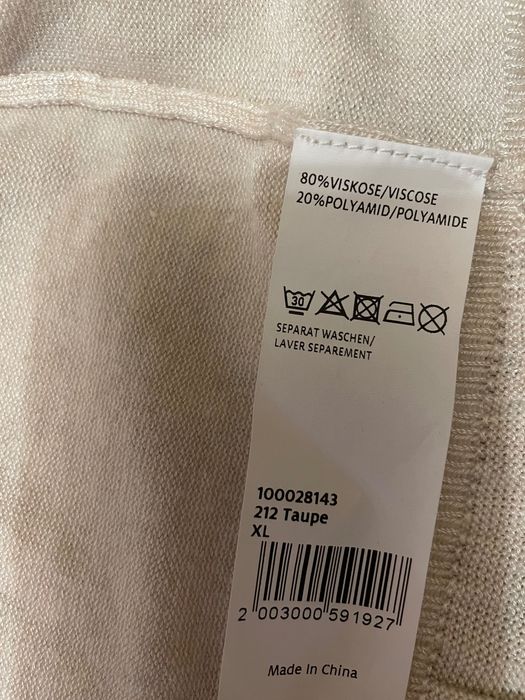 80%VISKOSE/VISCOSE
20%POLYAMID/POLYAMIDE
30
SEPARAT WASCHEN/
LAVER SEPAREMENT
100028143
212 Taupe
XL
2 003000 591927
Made In China